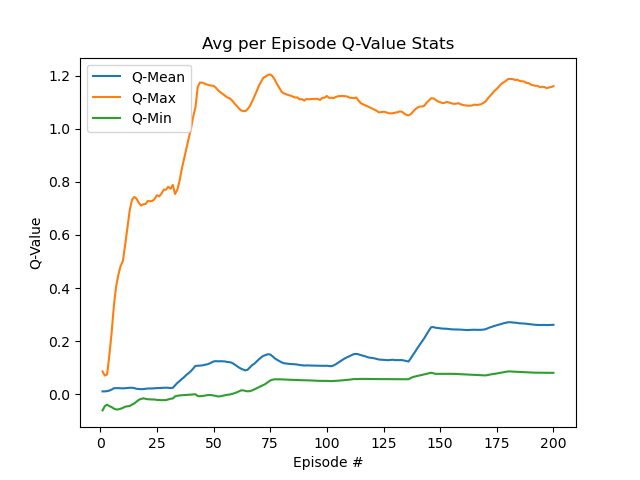 Avg per Episode Q-Value Stats
Q-Mean
Q-Max
Q-Min
Q-Value
1.2
1.0
0.8
0.6
0.4
0.2
0.0
0 25 50 75 100 125 150 175 200
Episode #